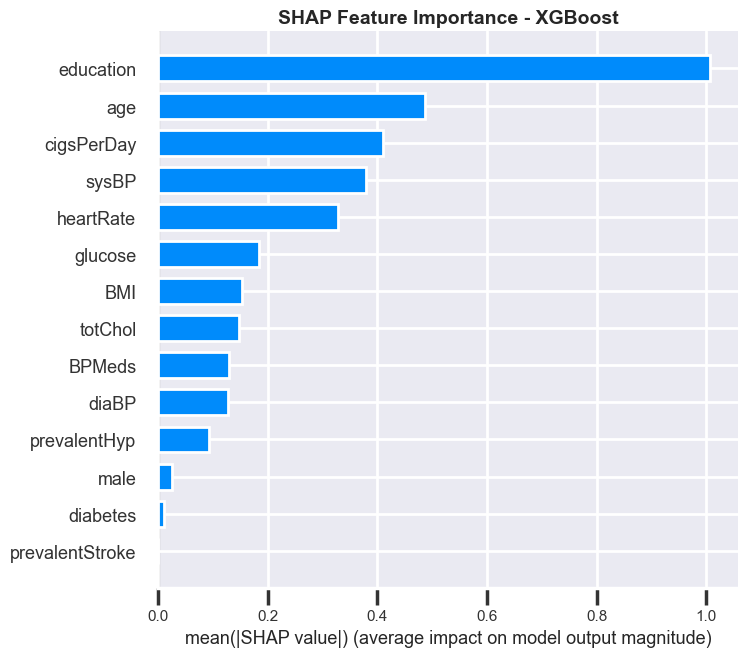 SHAP Feature Importance - XGBoost
education
age
cigsPerDay
sysBP
heartRate
glucose
BMI
totChol
BPMeds
diaBP
prevalentHyp
male
diabetes
prevalentStroke
0.0 0.2 0.4 0.6 0.8 1.0
mean(|SHAP value|) (average impact on model output magnitude)